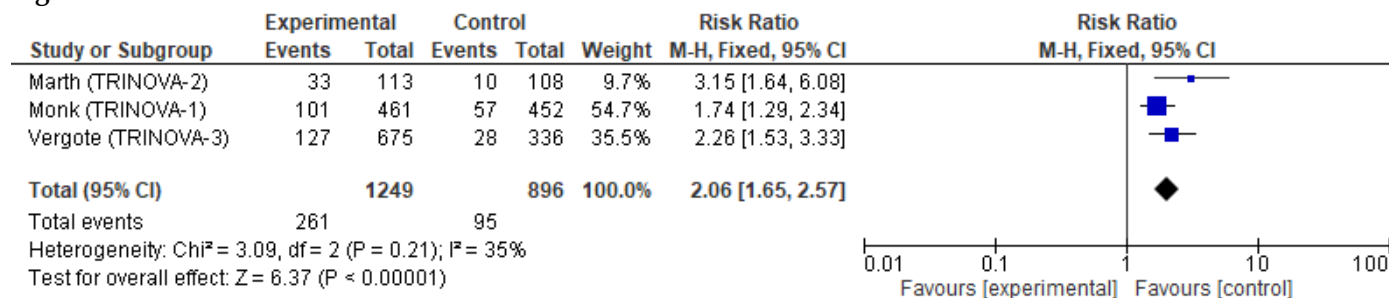 Experimental Control Risk Ratio Risk Ratio
Study or Subgroup Events Total Events Total Weight M-H, Fixed, 95% CI M-H, Fixed, 95% CI
Marth (TRINOVA-2) 33 113 10 108 9.7% 3.15 [1.64, 6.08]
Monk (TRINOVA-1) 101 461 57 452 54.7% 1.74 [1.29, 2.34]
Vergote (TRINOVA-3) 127 675 28 336 35.5% 2.26 [1.53, 3.33]
Total (95% CI) 1249 896 100.0% 2.06 [1.65, 2.57]
Total events 261 95
Heterogeneity: Chi² = 3.09, df = 2 (P = 0.21); I² = 35%
Test for overall effect: Z = 6.37 (P < 0.00001)
0.01 0.1 1 10 100
Favours [experimental] Favours [control]